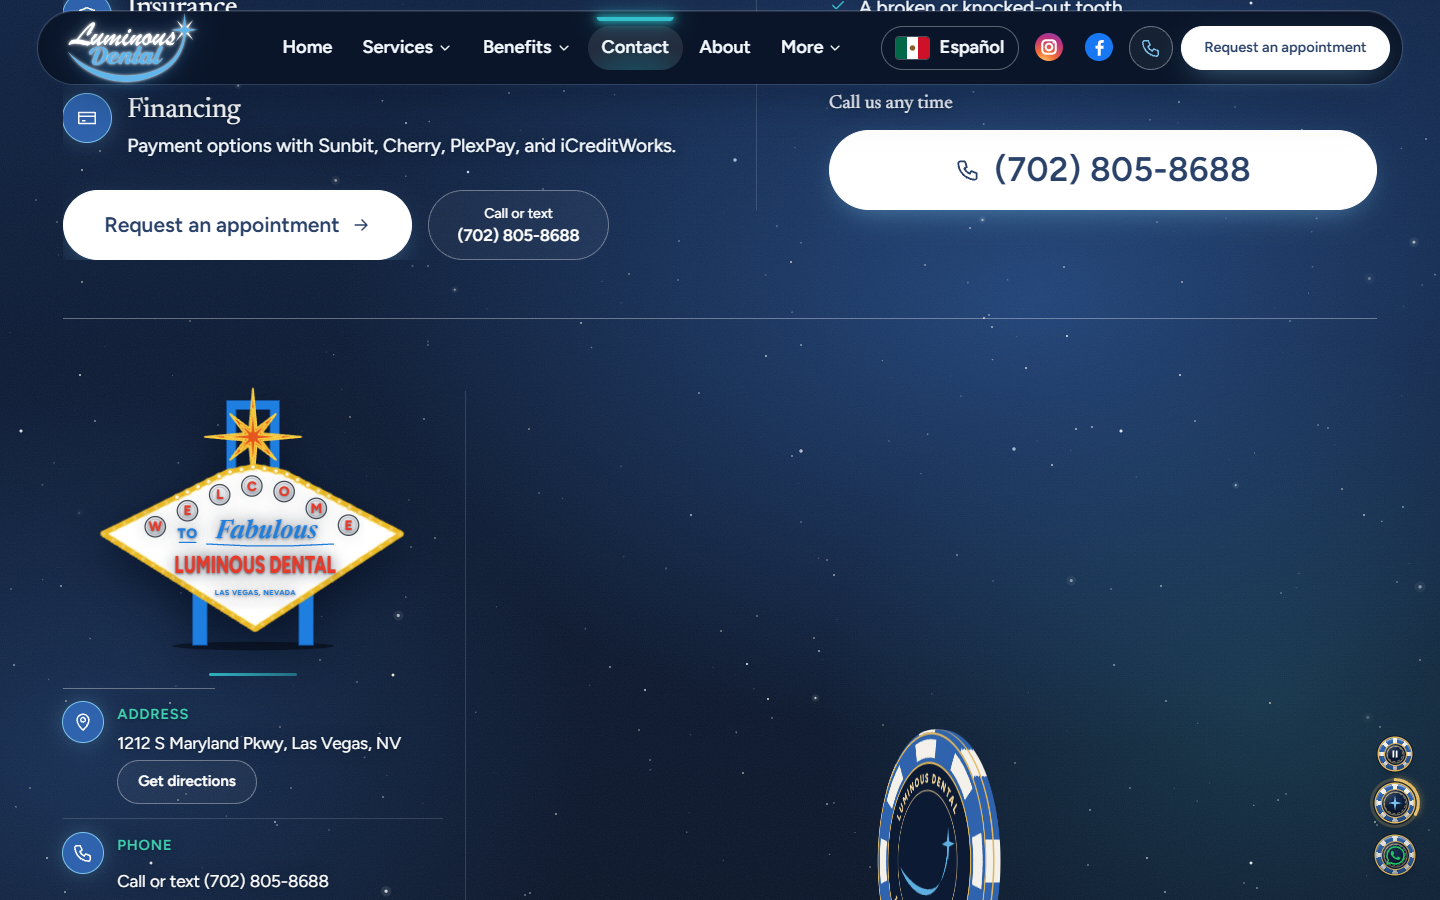 Insurance
A broken or knocked-out tooth
Luminous
Dental
Home
Services
Benefits
Contact
About
More
Español
Request an appointment
Financing
Payment options with Sunbit, Cherry, PlexPay, and iCreditWorks.
Request an appointment
Call or text
(702) 805-8688
Call us any time
(702) 805-8688
WELCOME
TO Fabulous
LUMINOUS DENTAL
LAS VEGAS, NEVADA
ADDRESS
1212 S Maryland Pkwy, Las Vegas, NV
Get directions
PHONE
Call or text (702) 805-8688
LUMINOUS DENTAL